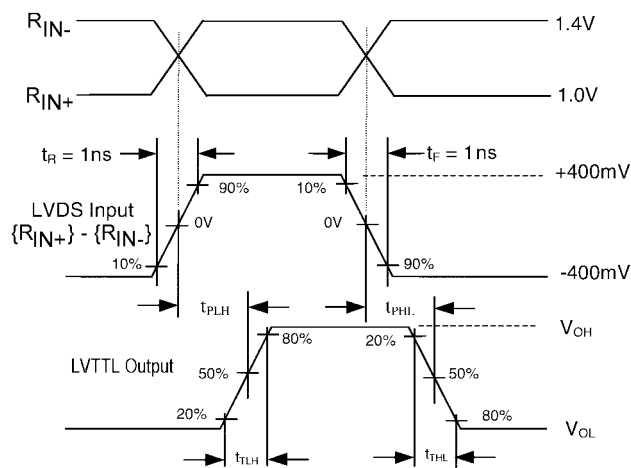 RIN-
1.4V
RIN+
1.0V
tR = 1ns
tF = 1ns
+400mV
90%
10%
LVDS Input
{RIN+} - {RIN-}
0V
0V
10%
90%
-400mV
tPLH
tPHL
VOH
80%
20%
LVTTL Output
50%
50%
20%
80%
VOL
tTLH
tTHL